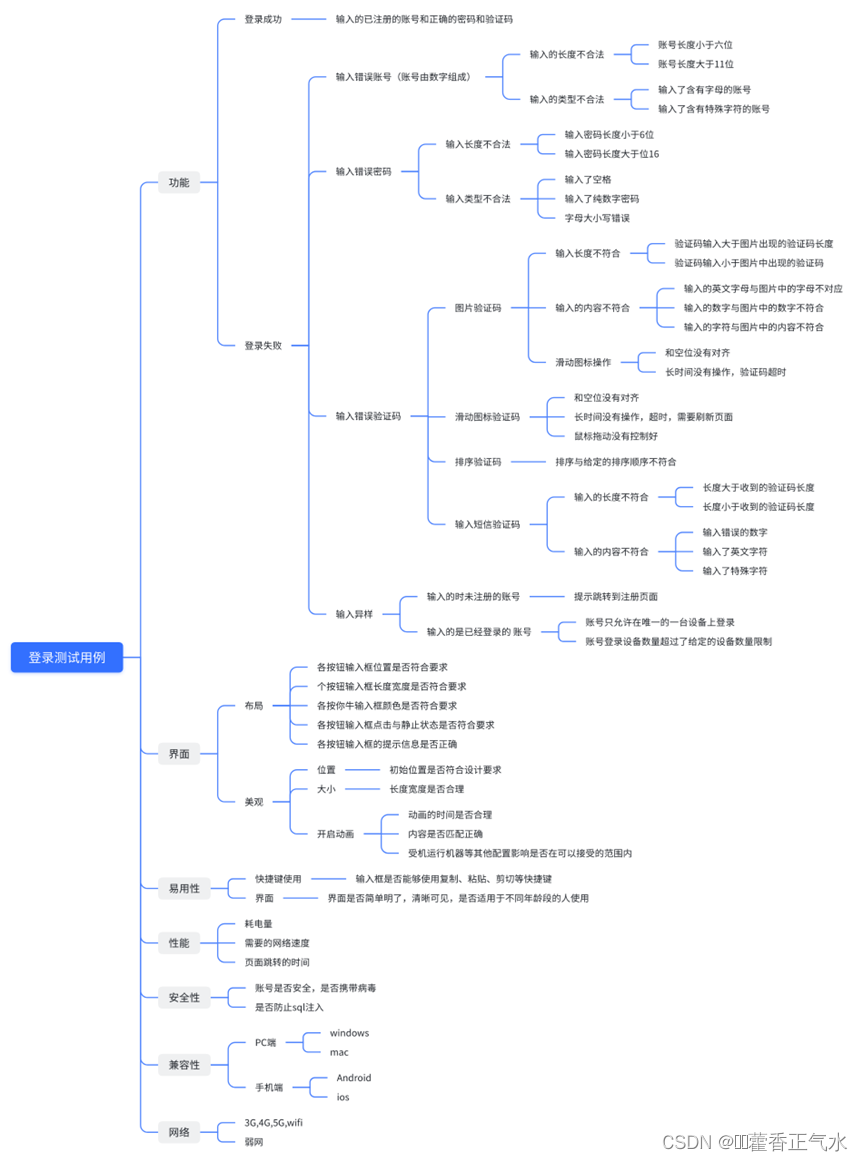 登录测试用例
功能
登录成功
输入的已注册的账号和正确的密码和验证码
登录失败
输入错误账号（账号由数字组成）
输入的长度不合法
账号长度小于六位
账号长度大于11位
输入的类型不合法
输入了含有字母的账号
输入了含有特殊字符的账号
输入错误密码
输入长度不合法
输入密码长度小于6位
输入密码长度大于位16
输入类型不合法
输入了空格
输入了纯数字密码
字母大小写错误
输入错误验证码
图片验证码
输入长度不符合
验证码输入大于图片出现的验证码长度
验证码输入小于图片中出现的验证码
输入的内容不符合
输入的英文字母与图片中的字母不对应
输入的数字与图片中的数字不符合
输入的字符与图片中的内容不符合
滑动图标操作
和空位没有对齐
长时间没有操作，验证码超时
滑动图标验证码
和空位没有对齐
长时间没有操作，超时，需要刷新页面
鼠标拖动没有控制好
排序验证码
排序与给定的排序顺序不符合
输入短信验证码
输入的长度不符合
长度大于收到的验证码长度
长度小于收到的验证码长度
输入的内容不符合
输入错误的数字
输入了英文字符
输入了特殊字符
输入异样
输入的时未注册的账号
提示跳转到注册页面
输入的是已经登录的 账号
账号只允许在唯一的一台设备上登录
账号登录设备数量超过了给定的设备数量限制
界面
布局
各按钮输入框位置是否符合要求
个按钮输入框长度宽度是否符合要求
各按你牛输入框颜色是否符合要求
各按钮输入框点击与静止状态是否符合要求
各按钮输入框的提示信息是否正确
美观
位置
初始位置是否符合设计要求
大小
长度宽度是否合理
开启动画
动画的时间是否合理
内容是否匹配正确
受机运行机器等其他配置影响是否在可以接受的范围内
易用性
快捷键使用
输入框是否能够使用复制、粘贴、剪切等快捷键
界面
界面是否简单明了，清晰可见，是否适用于不同年龄段的人使用
性能
耗电量
需要的网络速度
页面跳转的时间
安全性
账号是否安全，是否携带病毒
是否防止sql注入
兼容性
PC端
windows
mac
手机端
Android
ios
网络
3G,4G,5G,wifi
弱网
CSDN @藿香正气水